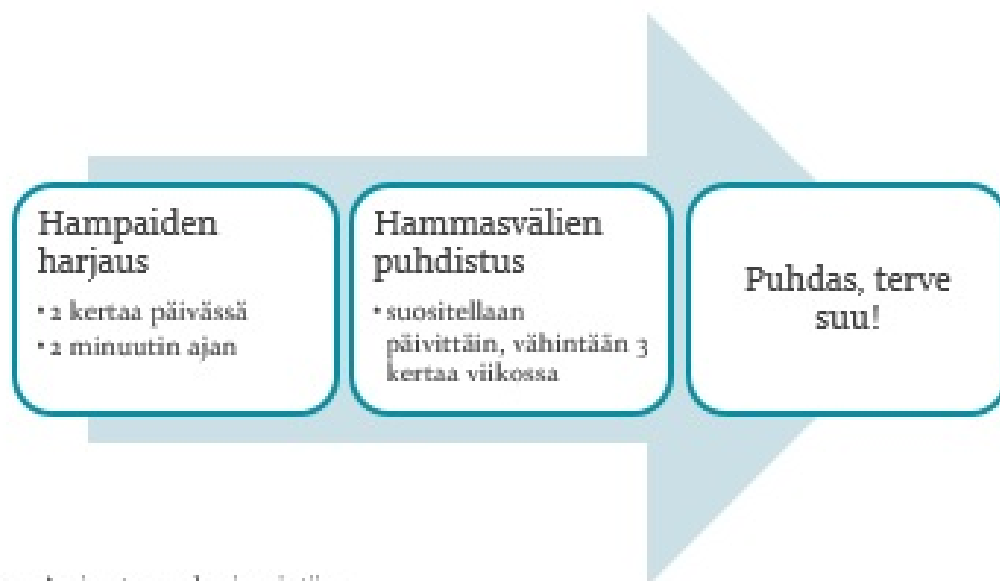 Hampaiden
harjaus
• 2 kertaa päivässä
• 2 minuutin ajan
Hammasvälien
puhdistus
• suositellaan
päivittäin, vähintään 3
kertaa viikossa
Puhdas, terve
suu!